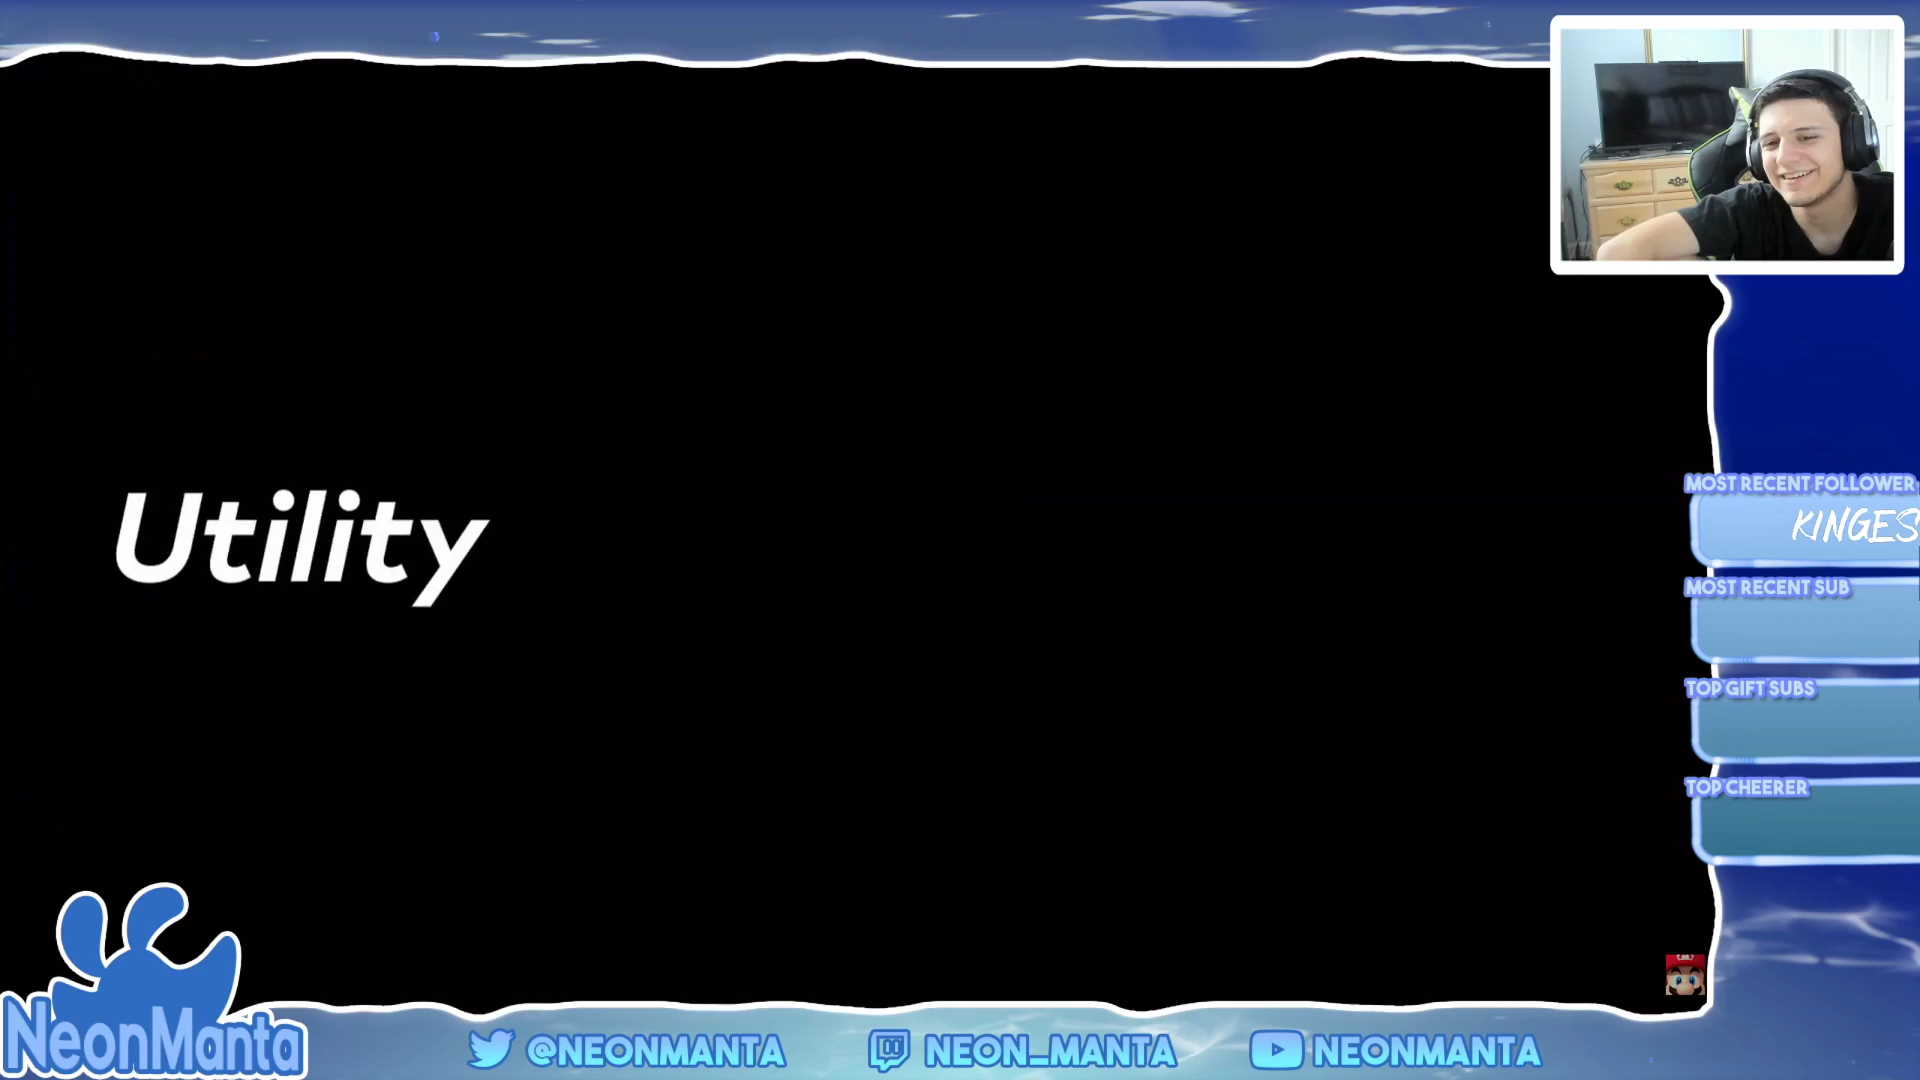 Utility
MOST RECENT FOLLOWER
KINGES
MOST RECENT SUB
TOP GIFT SUBS
TOP CHEERER
NeonManta
@NEONMANTA
NEON_MANTA
NEONMANTA